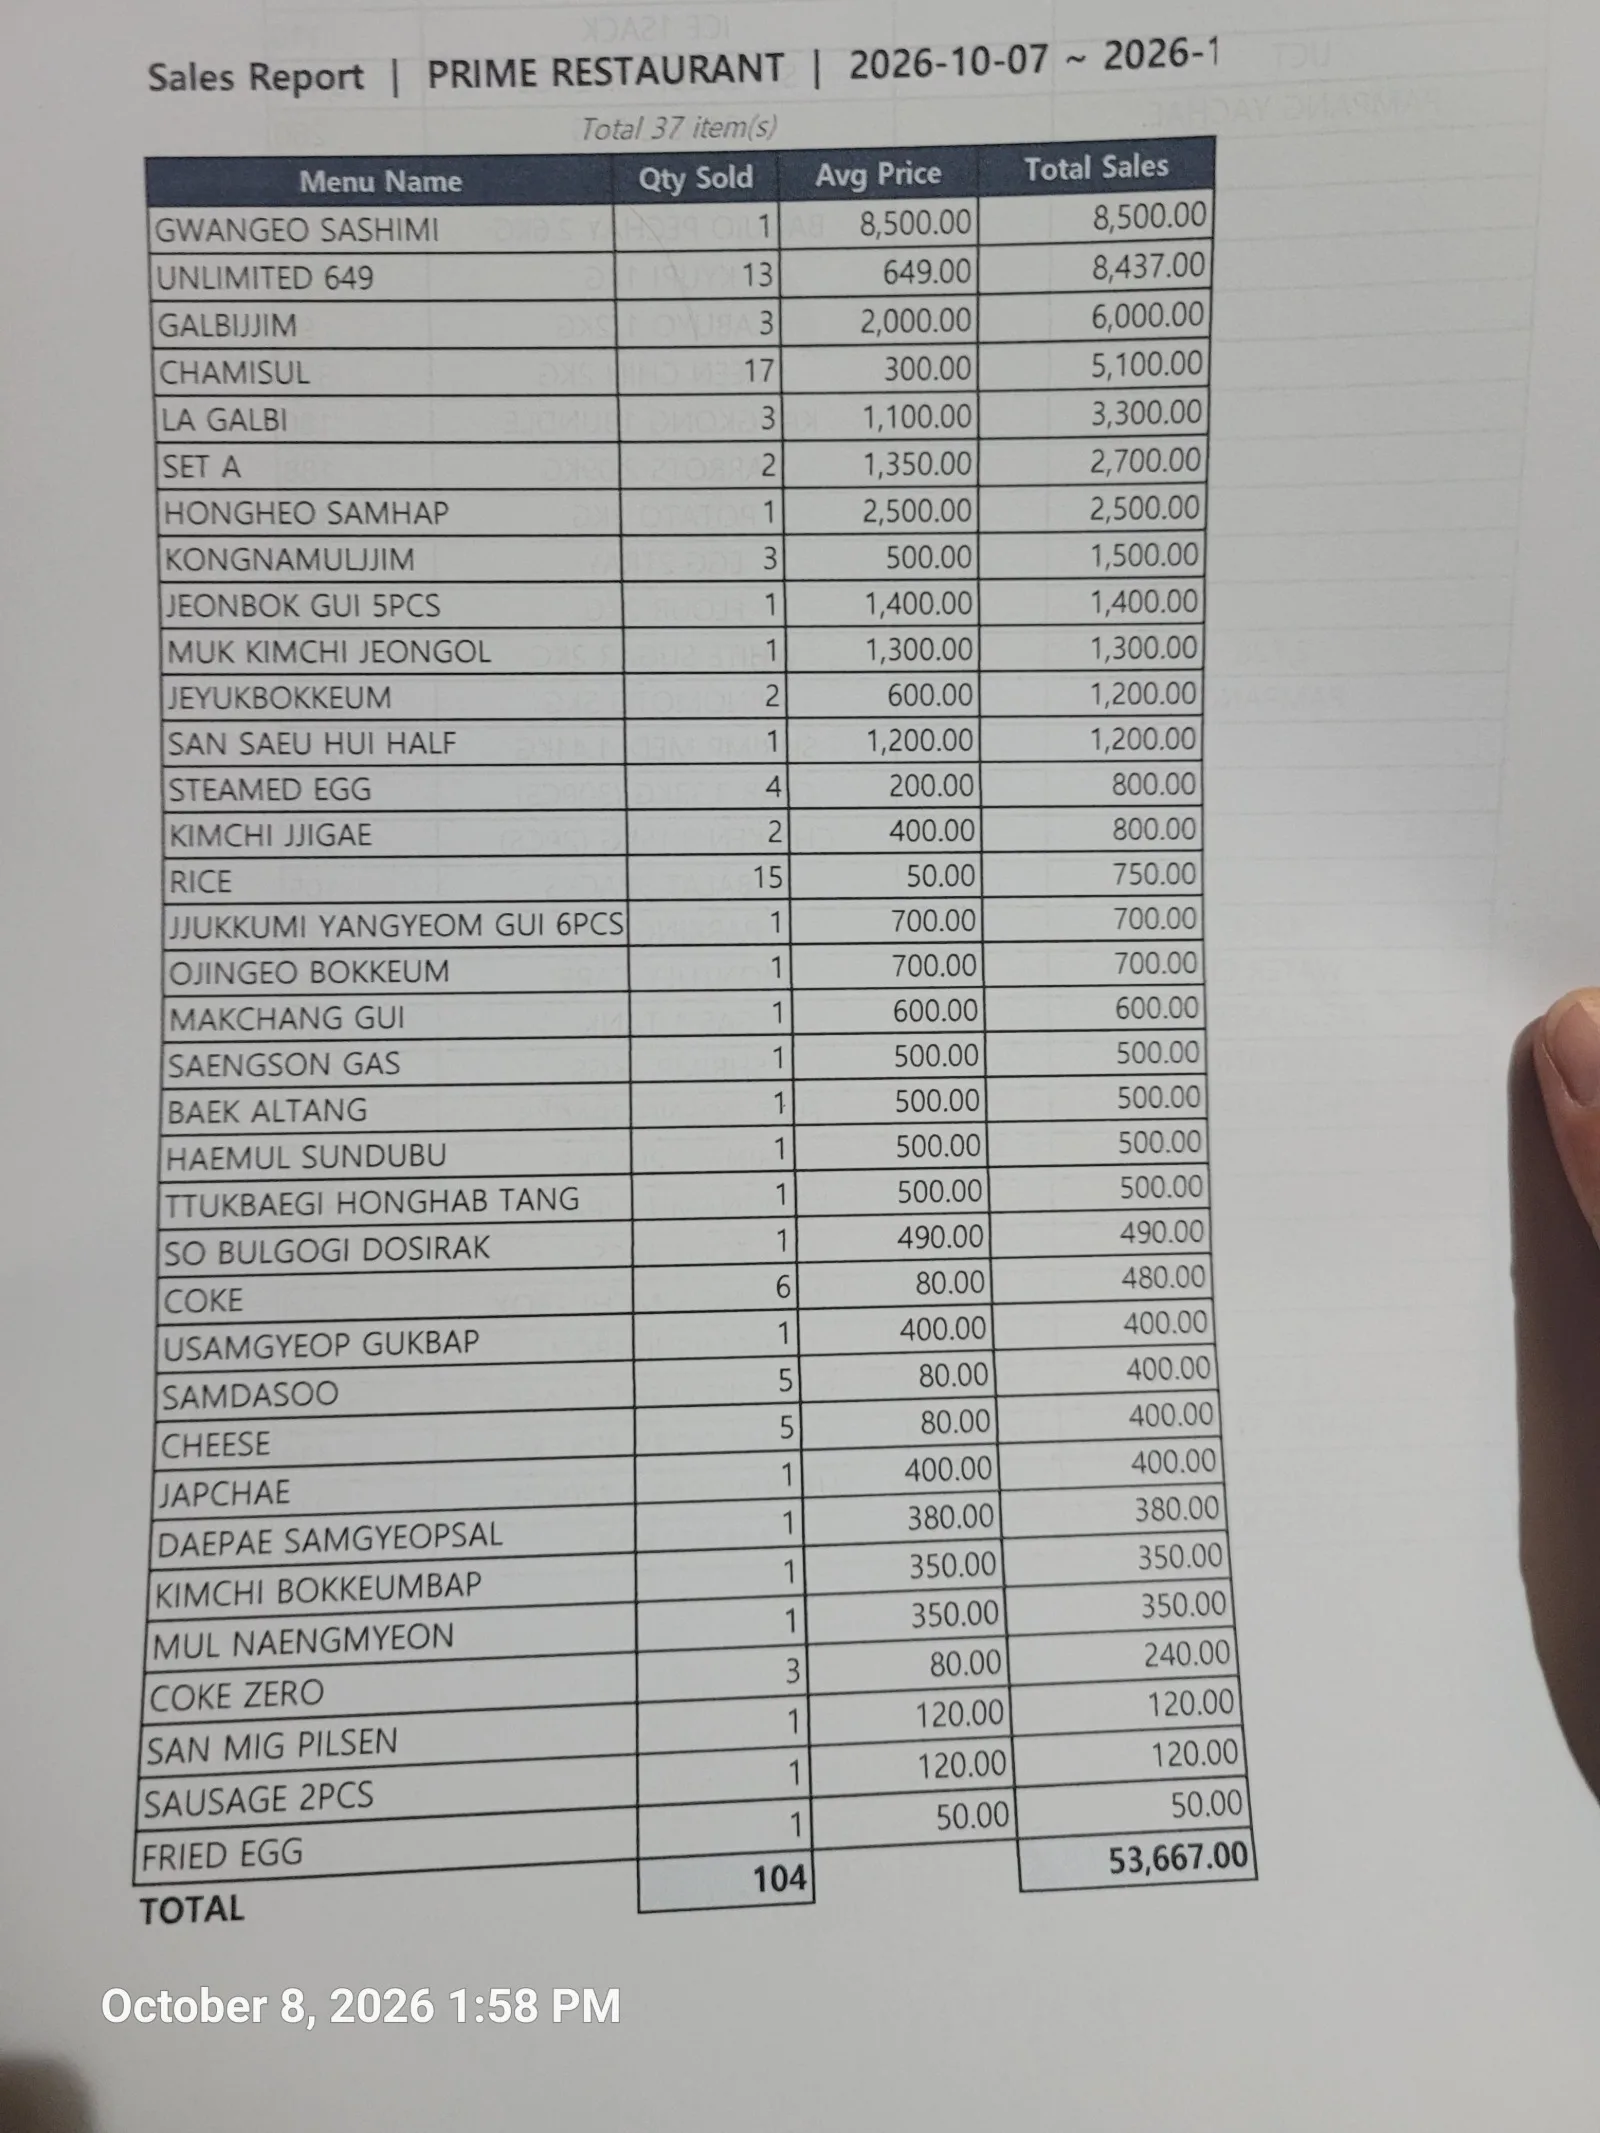 Sales Report | PRIME RESTAURANT | 2026-10-07 ~ 2026-1
Total 37 item(s)
Menu Name Qty Sold Avg Price Total Sales
GWANGEO SASHIMI 1 8,500.00 8,500.00
UNLIMITED 649 13 649.00 8,437.00
GALBIJJIM 3 2,000.00 6,000.00
CHAMISUL 17 300.00 5,100.00
LA GALBI 3 1,100.00 3,300.00
SET A 2 1,350.00 2,700.00
HONGHEO SAMHAP 1 2,500.00 2,500.00
KONGNAMULJJIM 3 500.00 1,500.00
JEONBOK GUI 5PCS 1 1,400.00 1,400.00
MUK KIMCHI JEONGOL 1 1,300.00 1,300.00
JEYUKBOKKEUM 2 600.00 1,200.00
SAN SAEU HUI HALF 1 1,200.00 1,200.00
STEAMED EGG 4 200.00 800.00
KIMCHI JJIGAE 2 400.00 800.00
RICE 15 50.00 750.00
JJUKKUMI YANGYEOM GUI 6PCS 1 700.00 700.00
OJINGEO BOKKEUM 1 700.00 700.00
MAKCHANG GUI 1 600.00 600.00
SAENGSON GAS 1 500.00 500.00
BAEK ALTANG 1 500.00 500.00
HAEMUL SUNDUBU 1 500.00 500.00
TTUKBAEGI HONGHAB TANG 1 500.00 500.00
SO BULGOGI DOSIRAK 1 490.00 490.00
COKE 6 80.00 480.00
USAMGYEOP GUKBAP 1 400.00 400.00
SAMDASOO 5 80.00 400.00
CHEESE 5 80.00 400.00
JAPCHAE 1 400.00 400.00
DAEPAE SAMGYEOPSAL 1 380.00 380.00
KIMCHI BOKKEUMBAP 1 350.00 350.00
MUL NAENGMYEON 1 350.00 350.00
COKE ZERO 3 80.00 240.00
SAN MIG PILSEN 1 120.00 120.00
SAUSAGE 2PCS 1 120.00 120.00
FRIED EGG 1 50.00 50.00
TOTAL 104 53,667.00
October 8, 2026 1:58 PM